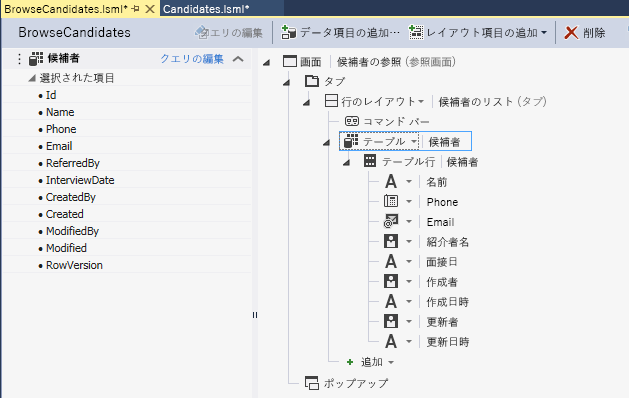 BrowseCandidates.lsml*
Candidates.lsml*
BrowseCandidates
クエリの編集
データ項目の追加...
レイアウト項目の追加
削除
候補者
クエリの編集
選択された項目
Id
Name
Phone
Email
ReferredBy
InterviewDate
CreatedBy
Created
ModifiedBy
Modified
RowVersion
画面 候補者の参照 (参照画面)
タブ
行のレイアウト 候補者のリスト (タブ)
コマンド バー
テーブル 候補者
テーブル行 候補者
A 名前
Phone
Email
紹介者名
A 面接日
作成者
A 作成日時
更新者
A 更新日時
追加
ポップアップ